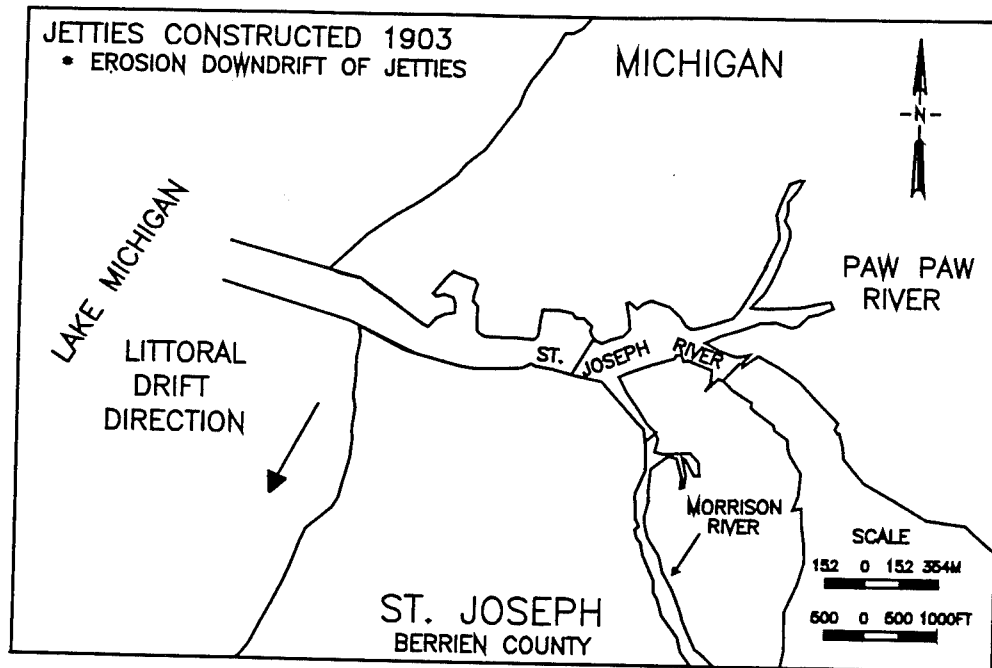 JETTIES CONSTRUCTED 1903
* EROSION DOWNDRIFT OF JETTIES
MICHIGAN
N
LAKE MICHIGAN
PAW PAW
RIVER
LITTORAL
DRIFT
DIRECTION
ST. JOSEPH RIVER
MORRISON
RIVER
SCALE
152 0 152 354M
500 0 500 1000FT
ST. JOSEPH
BERRIEN COUNTY